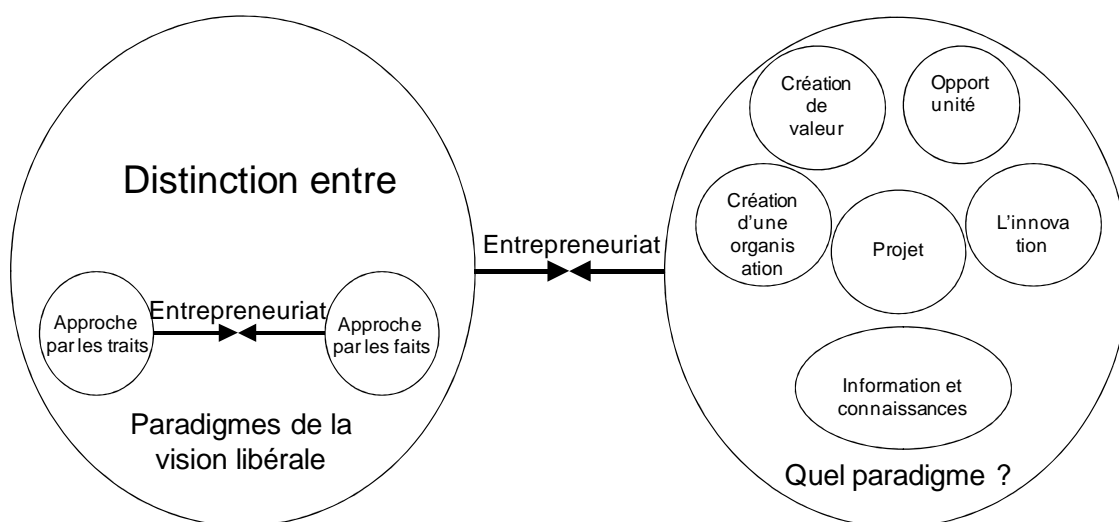 Distinction entre
Entrepreneuriat
Approche
par les traits
Entrepreneuriat
Approche
par les faits
Paradigmes de la
vision libérale
Création
de
valeur
Opport
unité
Création
d'une
organis
ation
Projet
L'innova
tion
Information et
connaissances
Quel paradigme ?